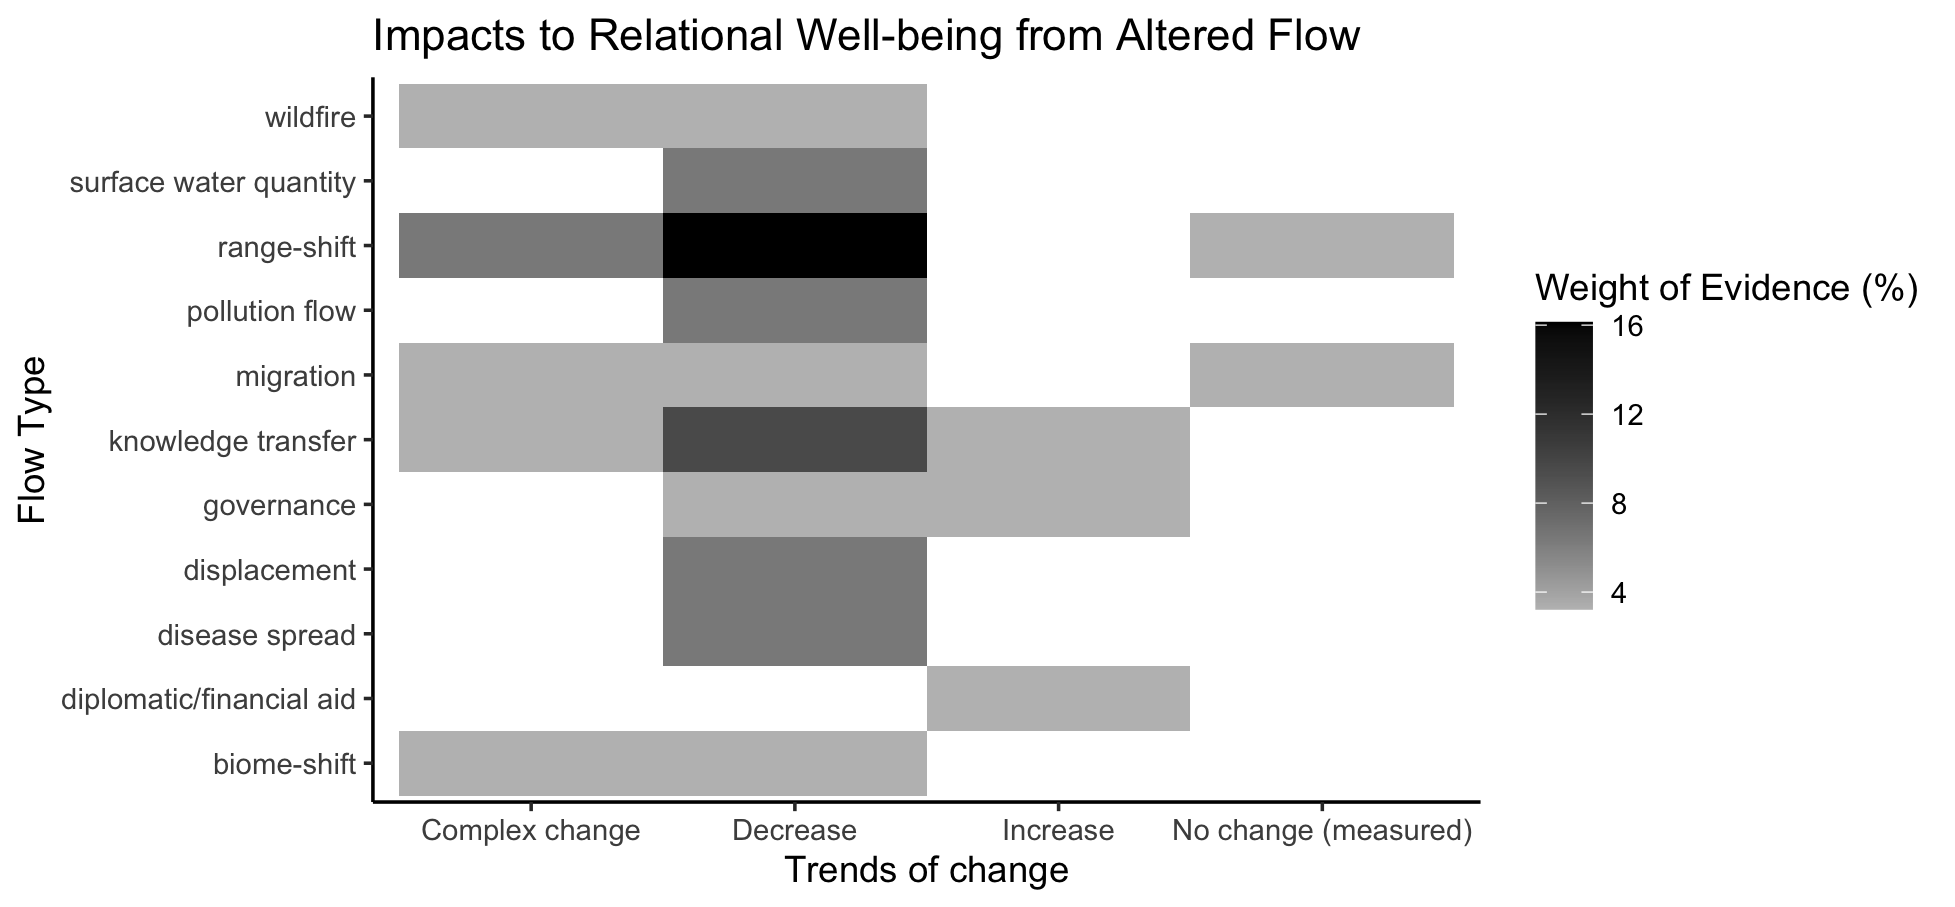 Impacts to Relational Well-being from Altered Flow
Flow Type
wildfire
surface water quantity
range-shift
pollution flow
migration
knowledge transfer
governance
displacement
disease spread
diplomatic/financial aid
biome-shift
Complex change
Decrease
Increase
No change (measured)
Trends of change
Weight of Evidence (%)
16
12
8
4